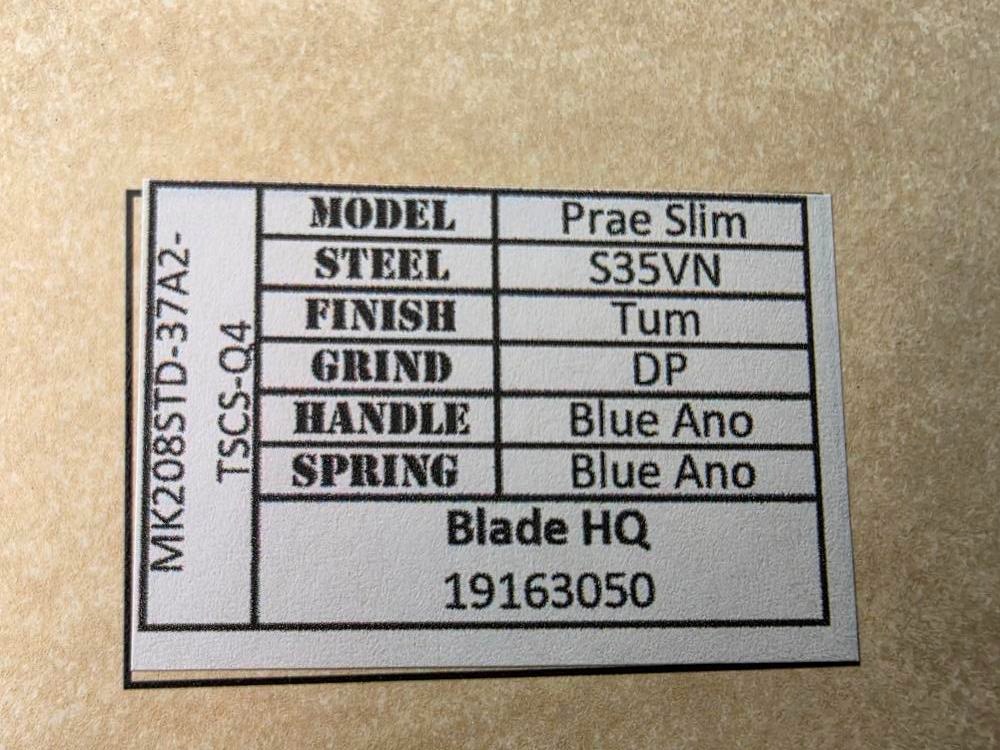 MK208STD-37A2-
TSCS-Q4
MODEL Prae Slim
STEEL S35VN
FINISH Tum
GRIND DP
HANDLE Blue Ano
SPRING Blue Ano
Blade HQ
19163050